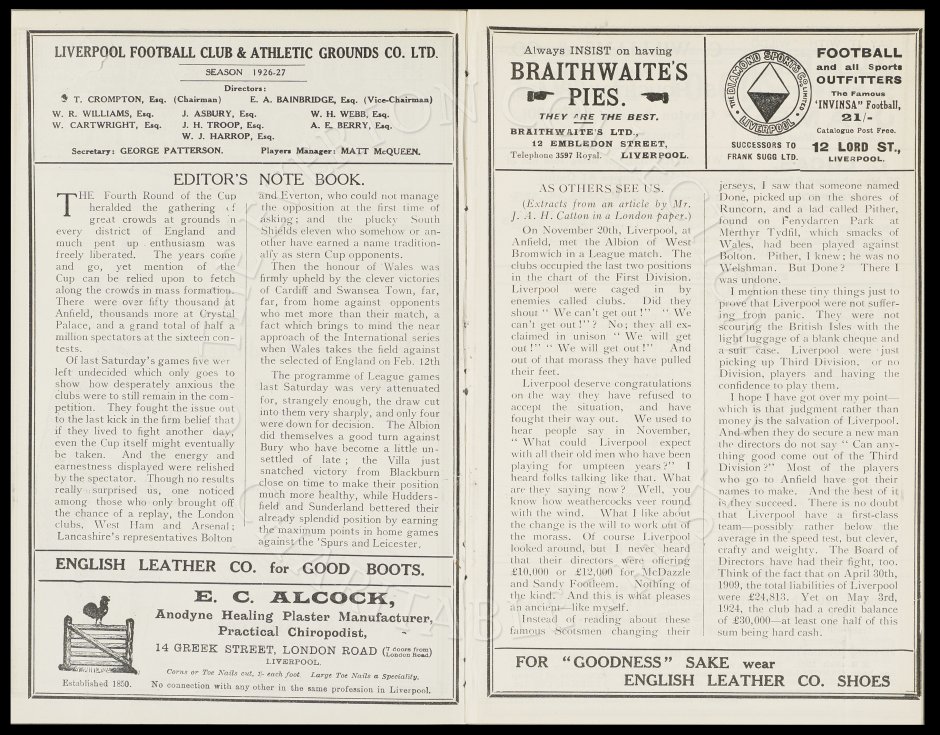 LIVERPOOL FOOTBALL CLUB & ATHLETIC GROUNDS CO. LTD.
SEASON 1926-27
Directors:
T. CROMPTON, Esq. (Chairman) E. A. BAINBRIDGE, Esq. (Vice-Chairman)
W. R. WILLIAMS, Esq. J. ASBURY, Esq. W. H. WEBB, Esq.
W. CARTWRIGHT, Esq. J. H. TROOP, Esq. A. E. BERRY, Esq.
W. J. HARROP, Esq.
Secretary: GEORGE PATTERSON. Players Manager: MATT McQUEEN.
EDITOR'S NOTE BOOK.
THE Fourth Round of the Cup
heralded the gathering of
great crowds at grounds in
every district of England and
much pent up enthusiasm was
freely liberated. The years come
and go, yet mention of the
Cup can be relied upon to fetch
along the crowds in mass formation.
There were over fifty thousand at
Anfield, thousands more at Crystal
Palace, and a grand total of half a
million spectators at the sixteen con-
tests.
Of last Saturday's games five were
left undecided which only goes to
show how desperately anxious the
clubs were to still remain in the com-
petition. They fought the issue out
to the last kick in the firm belief that
if they lived to fight another day,
even the Cup itself might eventually
be taken. And the energy and
earnestness displayed were relished
by the spectator. Though no results
really surprised us, one noticed
among those who only brought off
the chance of a replay, the London
clubs, West Ham and Arsenal;
Lancashire's representatives Bolton
and Everton, who could not manage
the opposition at the first time of
asking; and the plucky South
Shields eleven who somehow or an-
other have earned a name tradition-
ally as stern Cup opponents.
Then the honour of Wales was
firmly upheld by the clever victories
of Cardiff and Swansea Town, far,
far, from home against opponents
who met more than their match, a
fact which brings to mind the near
approach of the International series
when Wales takes the field against
the selected of England on Feb. 12th
The programme of League games
last Saturday was very attenuated
for, strangely enough, the draw cut
into them very sharply, and only four
were down for decision. The Albion
did themselves a good turn against
Bury who have become a little un-
settled of late; the Villa just
snatched victory from Blackburn
close on time to make their position
much more healthy, while Hudders-
field and Sunderland bettered their
already splendid position by earning
the maximum points in home games
against the 'Spurs and Leicester.
ENGLISH LEATHER CO. for GOOD BOOTS.
E. C. ALCOCK,
Anodyne Healing Plaster Manufacturer,
Practical Chiropodist,
14 GREEK STREET, LONDON ROAD (7 doors from London Road)
LIVERPOOL.
Corns or Toe Nails cut, 1/- each foot. Large Toe Nails a Speciality.
Established 1850. No connection with any other in the same profession in Liverpool.
Always INSIST on having
BRAITHWAITE'S
PIES.
THEY ARE THE BEST.
BRAITHWAITE'S LTD.,
12 EMBLEDON STREET,
Telephone 3597 Royal. LIVERPOOL.
THE DIAMOND SPORTS CO. LIMITED
LIVERPOOL
SUCCESSORS TO
FRANK SUGG LTD.
FOOTBALL
and all Sports
OUTFITTERS
The Famous
'INVINSA" Football,
21/-
Catalogue Post Free.
12 LORD ST.,
LIVERPOOL.
AS OTHERS SEE US.
(Extracts from an article by Mr.
J. A. H. Catton in a London paper.)
On November 20th, Liverpool, at
Anfield, met the Albion of West
Bromwich in a League match. The
clubs occupied the last two positions
in the chart of the First Division.
Liverpool were caged in by
enemies called clubs. Did they
shout " We can't get out!" " We
can't get out!"? No; they all ex-
claimed in unison " We will get
out!" " We will get out!" And
out of that morass they have pulled
their feet.
Liverpool deserve congratulations
on the way they have refused to
accept the situation, and have
fought their way out. We used to
hear people say in November,
" What could Liverpool expect
with all their old men who have been
playing for umpteen years?" I
heard folks talking like that. What
are they saying now? Well, you
know how weathercocks veer round
with the wind. What I like about
the change is the will to work out of
the morass. Of course Liverpool
looked around, but I never heard
that their directors were offering
£10,000 or £12,000 for McDazzle
and Sandy Footleem. Nothing of
the kind. And this is what pleases
an ancient—like myself.
Instead of reading about these
famous Scotsmen changing their
jerseys, I saw that someone named
Done, picked up on the shores of
Runcorn, and a lad called Pither,
found on Penydarren Park at
Merthyr Tydfil, which smacks of
Wales, had been played against
Bolton. Pither, I knew; he was no
Welshman. But Done? There I
was undone.
I mention these tiny things just to
prove that Liverpool were not suffer-
ing from panic. They were not
scouring the British Isles with the
light luggage of a blank cheque and
a suit case. Liverpool were just
picking up Third Division, or no
Division, players and having the
confidence to play them.
I hope I have got over my point—
which is that judgment rather than
money is the salvation of Liverpool.
And when they do secure a new man
the directors do not say " Can any-
thing good come out of the Third
Division?" Most of the players
who go to Anfield have got their
names to make. And the best of it
is they succeed. There is no doubt
that Liverpool have a first-class
team—possibly rather below the
average in the speed test, but clever,
crafty and weighty. The Board of
Directors have had their fight, too.
Think of the fact that on April 30th,
1909, the total liabilities of Liverpool
were £24,813. Yet on May 3rd,
1924, the club had a credit balance
of £30,000—at least one half of this
sum being hard cash.
FOR "GOODNESS" SAKE wear
ENGLISH LEATHER CO. SHOES